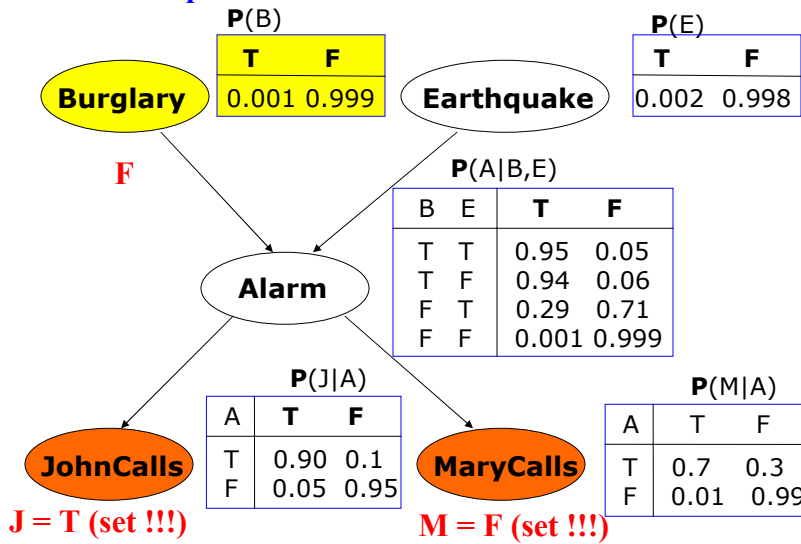 P(B)
T F
0.001 0.999
Burglary
P(E)
T F
0.002 0.998
Earthquake
F
P(A|B,E)
B E T F
T T 0.95 0.05
T F 0.94 0.06
F T 0.29 0.71
F F 0.001 0.999
Alarm
P(J|A)
A T F
T 0.90 0.1
F 0.05 0.95
P(M|A)
A T F
T 0.7 0.3
F 0.01 0.99
JohnCalls
MaryCalls
J = T (set !!!)
M = F (set !!!)